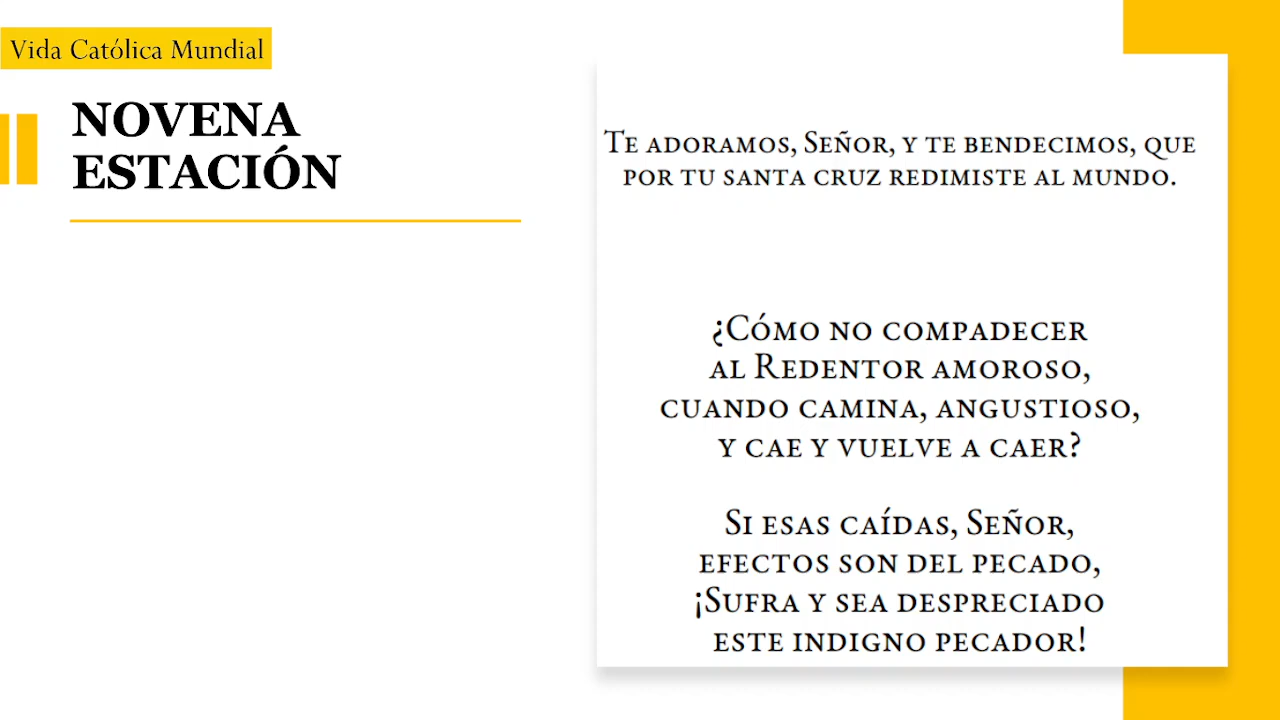 Vida Católica Mundial
NOVENA
ESTACIÓN
Te adoramos, Señor, y te bendecimos, que
por tu santa cruz redimiste al mundo.
¿Cómo no compadecer
al Redentor amoroso,
cuando camina, angustioso,
y cae y vuelve a caer?
Si esas caídas, Señor,
efectos son del pecado,
¡Sufra y sea despreciado
este indigno pecador!